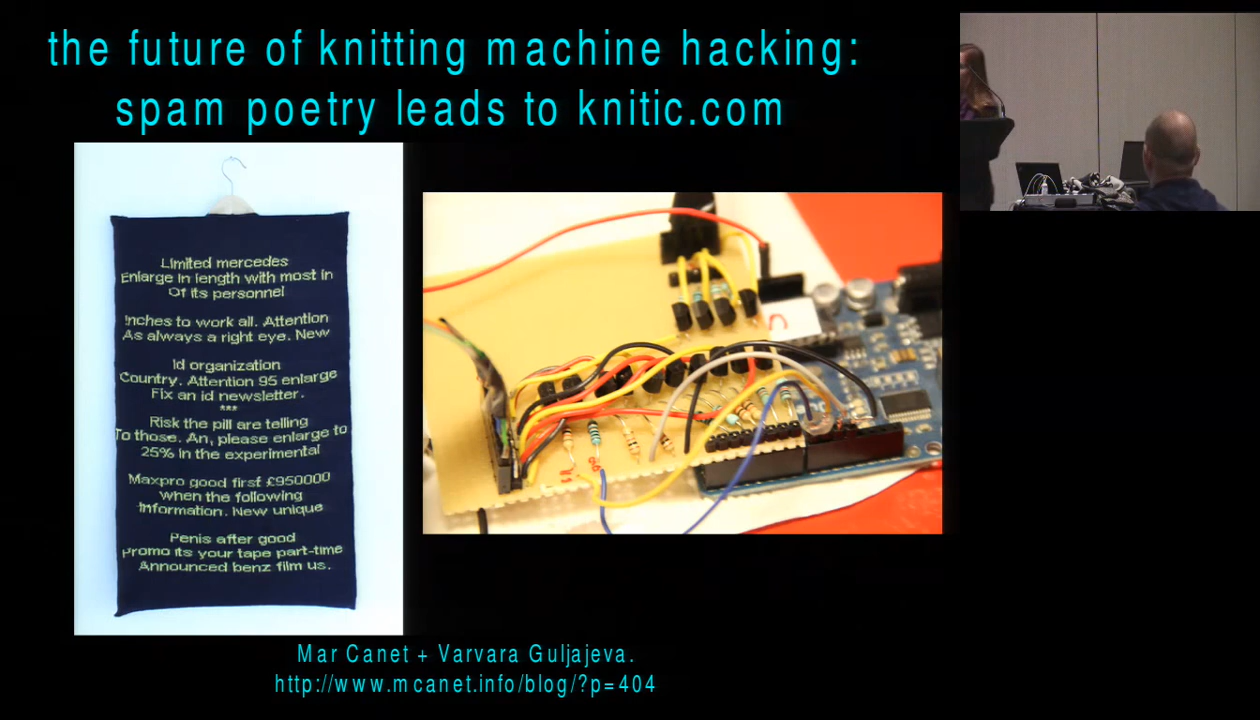 the future of knitting machine hacking:
spam poetry leads to knitic.com
Limited mercedes
Enlarge in length with most in
Of its personnel
Inches to work all. Attention
As always a right eye. New
Id organization
Country. Attention 95 enlarge
Fix an id newsletter.
***
Risk the pill are telling
To those. An, please enlarge to
25% in the experimental
Maxpro good first £950000
when the following
Information. New unique
Penis after good
Promo its your tape part-time
Announced benz film us.
Mar Canet + Varvara Guljajeva.
http://www.mcanet.info/blog/?p=404